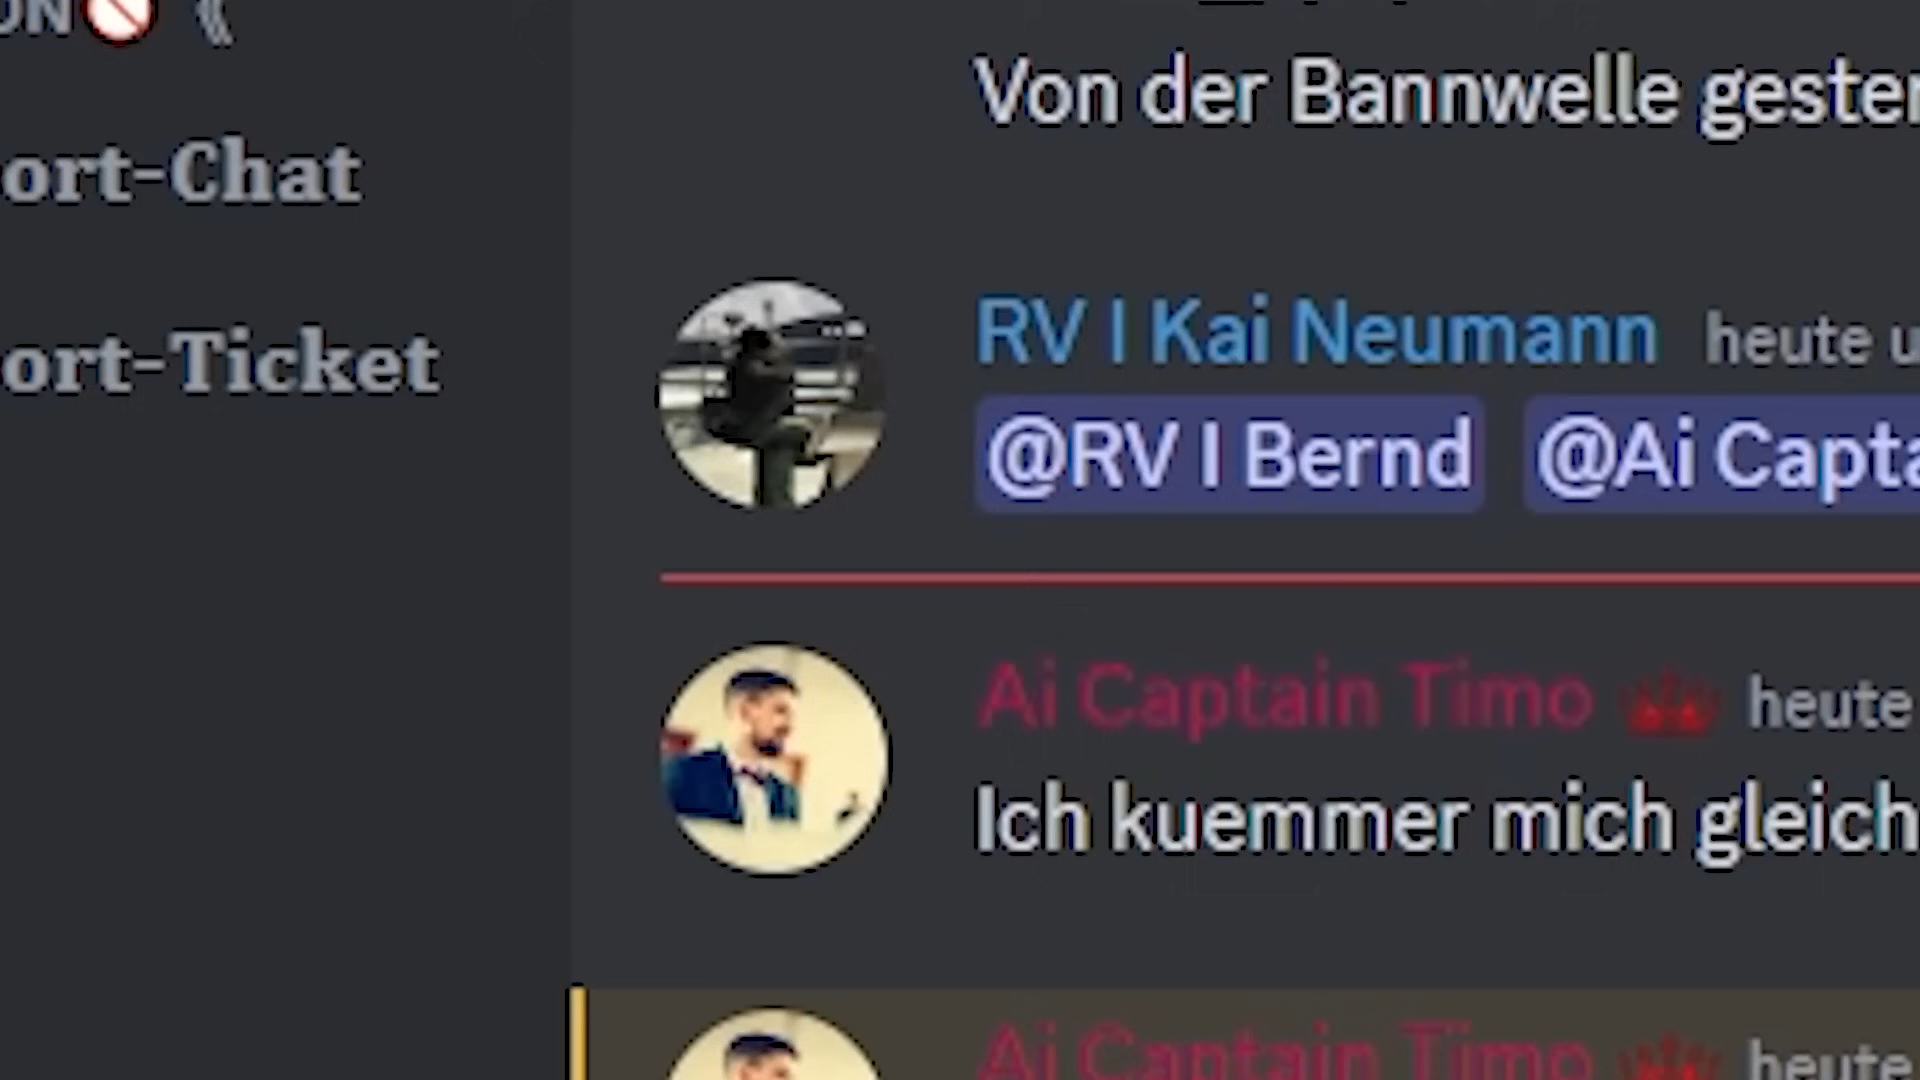 ON🚫 ⟪
ort-Chat
ort-Ticket
Von der Bannwelle gester
RV I Kai Neumann heute u
@RV I Bernd @Ai Capta
Ai Captain Timo heute
Ich kuemmer mich gleich
Ai Captain Timo heute